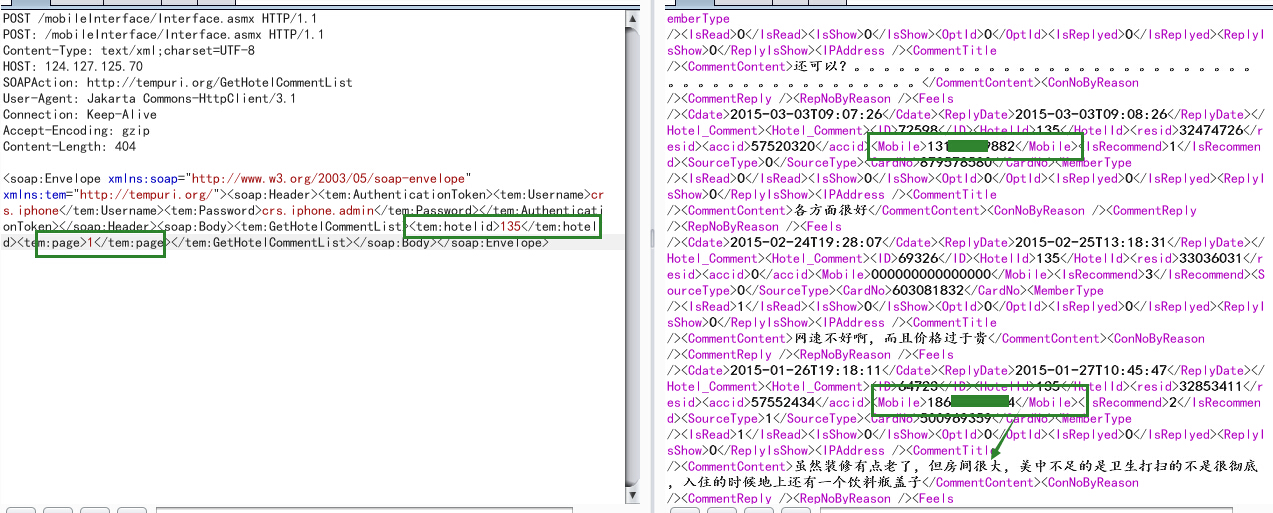 POST /mobileInterface/Interface.asmx HTTP/1.1
POST: /mobileInterface/Interface.asmx HTTP/1.1
Content-Type: text/xml;charset=UTF-8
HOST: 124.127.125.70
SOAPAction: http://tempuri.org/GetHotelCommentList
User-Agent: Jakarta Commons-HttpClient/3.1
Connection: Keep-Alive
Accept-Encoding: gzip
Content-Length: 404
<soap:Envelope xmlns:soap="http://www.w3.org/2003/05/soap-envelope"
xmlns:tem="http://tempuri.org/"><soap:Header><tem:AuthenticationToken><tem:Username>cr
s.iphone</tem:Username><tem:Password>crs.iphone.admin</tem:Password></tem:Authenticati
onToken></soap:Header><soap:Body><tem:GetHotelCommentList><tem:hotelid>135</tem:hotel
d><tem:page>1</tem:page></tem:GetHotelCommentList></soap:Body></soap:Envelope>
emberType
/><IsRead>0</IsRead><IsShow>0</IsShow><OptId>0</OptId><IsReplyed>0</IsReplyed><ReplyI
sShow>0</ReplyIsShow><IPAddress /><CommentTitle
/><CommentContent>还可以？。。。。。。。。。。。。。。。。。。。。。。。。。。。
。。。。。。。。。。。。。。。。。</CommentContent><ConNoByReason
/><CommentReply /><RepNoByReason /><Feels
/><Cdate>2015-03-03T09:07:26</Cdate><ReplyDate>2015-03-03T09:08:26</ReplyDate></
Hotel_Comment><Hotel_Comment><ID>72598</ID><HotelId>135</HotelId><resid>32474726</r
esid><accid>57520320</accid><Mobile>131 9882</Mobile><IsRecommend>1</IsRecommend>
<SourceType>0</SourceType><CardNo>879578580</CardNo><MemberType
/><IsRead>0</IsRead><IsShow>0</IsShow><OptId>0</OptId><IsReplyed>0</IsReplyed><ReplyI
sShow>0</ReplyIsShow><IPAddress /><CommentTitle
/><CommentContent>各方面很好</CommentContent><ConNoByReason /><CommentReply
/><RepNoByReason /><Feels
/><Cdate>2015-02-24T19:28:07</Cdate><ReplyDate>2015-02-25T13:18:31</ReplyDate></
Hotel_Comment><Hotel_Comment><ID>69326</ID><HotelId>135</HotelId><resid>33036031</r
esid><accid>0</accid><Mobile>000000000000000</Mobile><IsRecommend>3</IsRecommend><S
ourceType>0</SourceType><CardNo>603081832</CardNo><MemberType
/><IsRead>1</IsRead><IsShow>0</IsShow><OptId>0</OptId><IsReplyed>0</IsReplyed><ReplyI
sShow>0</ReplyIsShow><IPAddress /><CommentTitle
/><CommentContent>网速不好啊，而且价格过于贵</CommentContent><ConNoByReason
/><CommentReply /><RepNoByReason /><Feels
/><Cdate>2015-01-26T19:18:11</Cdate><ReplyDate>2015-01-27T10:45:47</ReplyDate></
Hotel_Comment><Hotel_Comment><ID>64723</ID><HotelId>135</HotelId><resid>32853411</r
esid><accid>57552434</accid><Mobile>186 4</Mobile><IsRecommend>2</IsRecommen
d><SourceType>1</SourceType><CardNo>500989359</CardNo><MemberType
/><IsRead>1</IsRead><IsShow>0</IsShow><OptId>0</OptId><IsReplyed>0</IsReplyed><ReplyI
sShow>0</ReplyIsShow><IPAddress /><CommentTitle
/><CommentContent>虽然装修有点老了，但房间很大，美中不足的是卫生打扫的不是很彻底
，入住的时候地上还有一个饮料瓶盖子</CommentContent><ConNoByReason
/><CommentReply /><RepNoByReason /><Feels